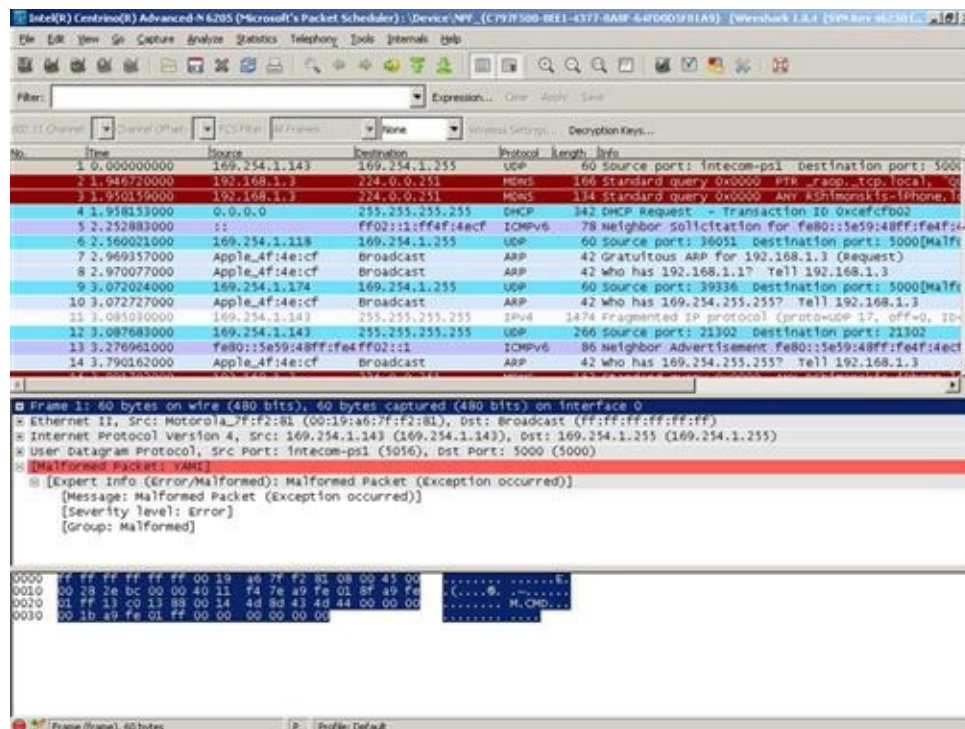 Intel(R) Centrino(R) Advanced-N 6205 (Microsoft's Packet Scheduler) : \Device\NPF_ [Wireshark 1.8.4
File Edit View Go Capture Analyze Statistics Telephony Tools Internals Help
Filter: Expression... Clear Apply Save
802.11 Channel: Channel Offset: FCS Filter: All Frames None Wireless Settings... Decryption Keys...
No. Time Source Destination Protocol Length Info
1 0.000000000 169.254.1.143 169.254.1.255 UDP 60 Source port: intecom-ps1 Destination port: 5000
2 1.946720000 192.168.1.3 224.0.0.251 MDNS 166 Standard query 0x0000 PTR _raop._tcp.local,
3 1.950159000 192.168.1.3 224.0.0.251 MDNS 134 Standard query 0x0000 ANY RShimonskis-iPhone.
4 1.958153000 0.0.0.0 255.255.255.255 DHCP 342 DHCP Request - Transaction ID 0xcefcfb02
5 2.252883000 :: ff02::1:ff4f:4ecf ICMPv6 78 Neighbor Solicitation for fe80::5e59:48ff:fe4f:4
6 2.560021000 169.254.1.118 169.254.1.255 UDP 60 Source port: 36051 Destination port: 5000[Malf
7 2.969357000 Apple_4f:4e:cf Broadcast ARP 42 Gratuitous ARP for 192.168.1.3 (Request)
8 2.970077000 Apple_4f:4e:cf Broadcast ARP 42 Who has 192.168.1.1? Tell 192.168.1.3
9 3.072024000 169.254.1.174 169.254.1.255 UDP 60 Source port: 39336 Destination port: 5000[Malf
10 3.072727000 Apple_4f:4e:cf Broadcast ARP 42 Who has 169.254.255.255? Tell 192.168.1.3
11 3.085030000 169.254.1.143 255.255.255.255 IPv4 1474 Fragmented IP protocol (proto=UDP 17, off=0, ID=
12 3.087683000 169.254.1.143 255.255.255.255 UDP 266 Source port: 21302 Destination port: 21302
13 3.276961000 fe80::5e59:48ff:fe4 ff02::1 ICMPv6 86 Neighbor Advertisement fe80::5e59:48ff:fe4f:4ecf
14 3.790162000 Apple_4f:4e:cf Broadcast ARP 42 Who has 169.254.255.255? Tell 192.168.1.3
Frame 1: 60 bytes on wire (480 bits), 60 bytes captured (480 bits) on interface 0
Ethernet II, Src: Motorola_7f:f2:81 (00:19:a6:7f:f2:81), Dst: Broadcast (ff:ff:ff:ff:ff:ff)
Internet Protocol Version 4, Src: 169.254.1.143 (169.254.1.143), Dst: 169.254.1.255 (169.254.1.255)
User Datagram Protocol, Src Port: intecom-ps1 (5056), Dst Port: 5000 (5000)
[Malformed Packet: YAMI]
[Expert Info (Error/Malformed): Malformed Packet (Exception occurred)]
[Message: Malformed Packet (Exception occurred)]
[Severity level: Error]
[Group: Malformed]
0000 ff ff ff ff ff ff 00 19 a6 7f f2 81 08 00 45 00 ........ ......E.
0010 00 28 2e bc 00 00 40 11 f4 7e a9 fe 01 8f a9 fe .(....@. .~......
0020 01 ff 13 c0 13 88 00 14 4d 8d 43 4d 44 00 00 00 ........ M.CMD...
0030 00 1b a9 fe 01 ff 00 00 00 00 00 00 ........ ....
Frame (frame), 60 bytes P... Profile: Default